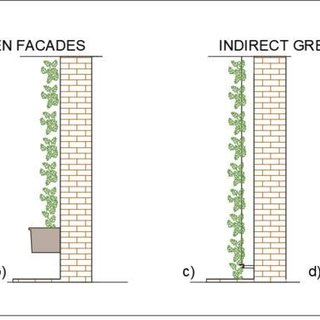 EN FACADES
INDIRECT GRE
)
c)
d)